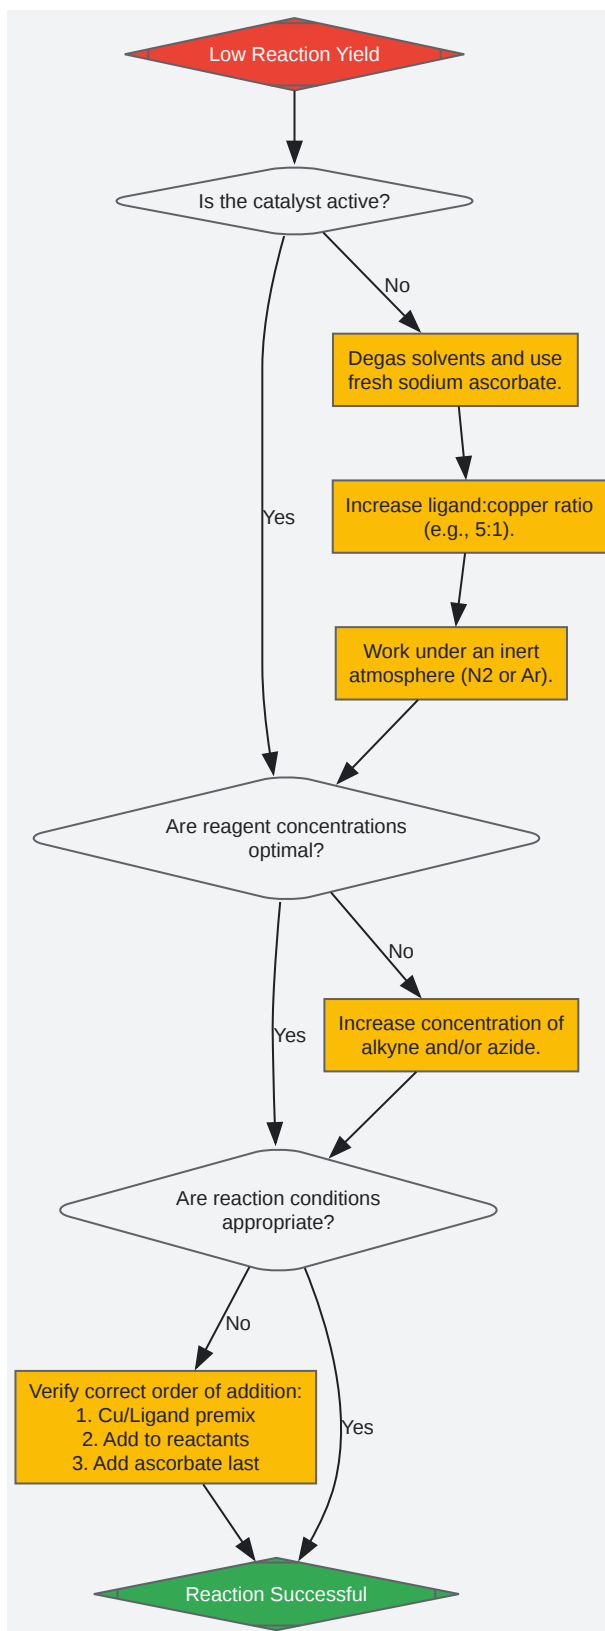 Low Reaction Yield
Is the catalyst active?
No
Degas solvents and use
fresh sodium ascorbate.
Increase ligand:copper ratio
(e.g., 5:1).
Yes
Work under an inert
atmosphere (N2 or Ar).
Are reagent concentrations
optimal?
No
Increase concentration of
alkyne and/or azide.
Yes
Are reaction conditions
appropriate?
No
Verify correct order of addition:
1. Cu/Ligand premix
2. Add to reactants
3. Add ascorbate last
Yes
Reaction Successful